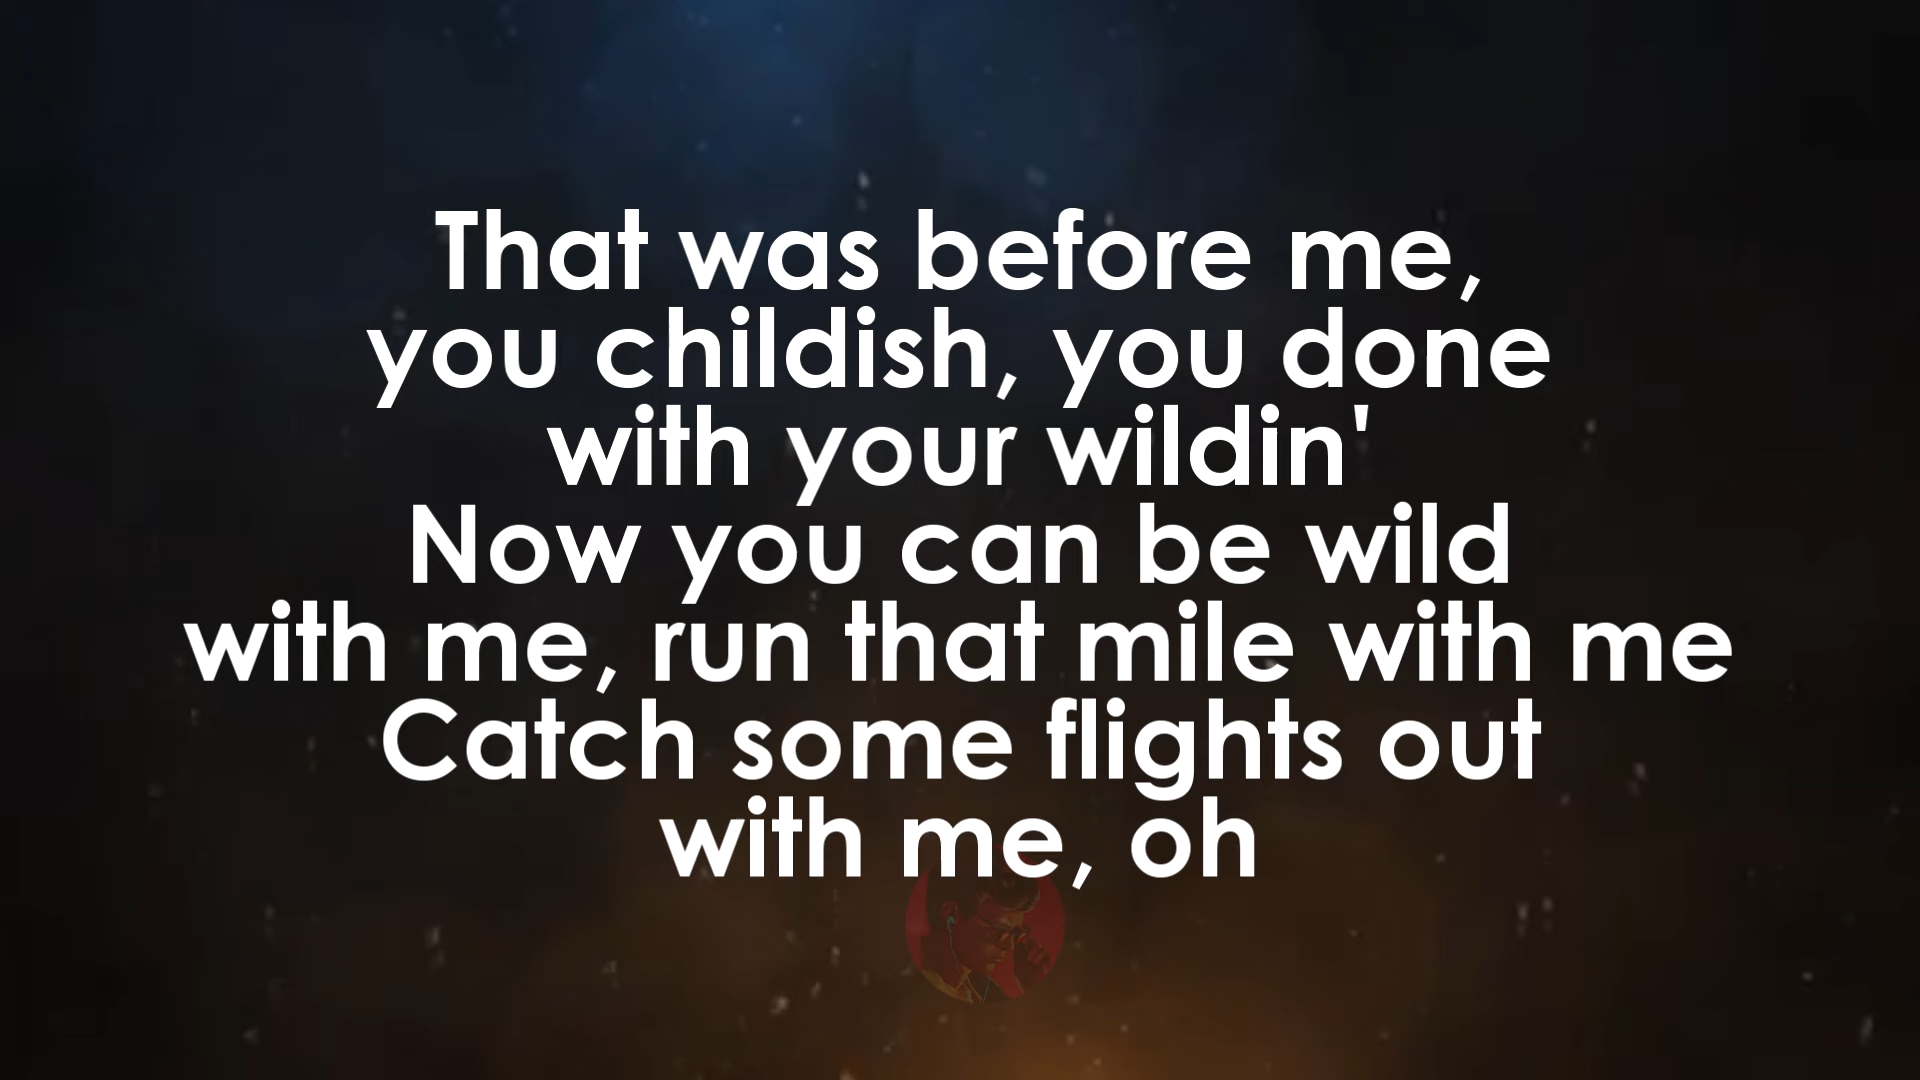 That was before me,
you childish, you done
with your wildin'
Now you can be wild
with me, run that mile with me
Catch some flights out
with me, oh